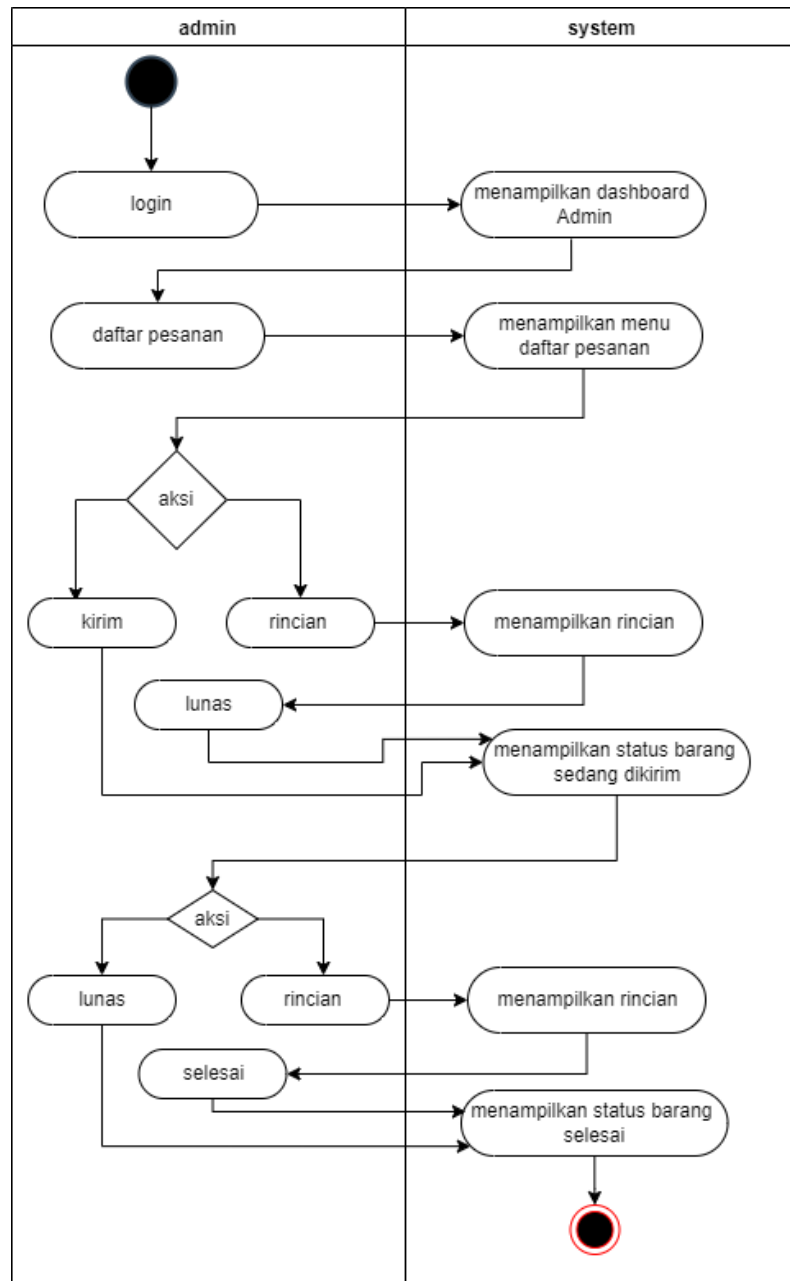 admin
system
login
menampilkan dashboard
Admin
daftar pesanan
menampilkan menu
daftar pesanan
aksi
kirim
rincian
menampilkan rincian
lunas
menampilkan status barang
sedang dikirim
aksi
lunas
rincian
menampilkan rincian
selesai
menampilkan status barang
selesai